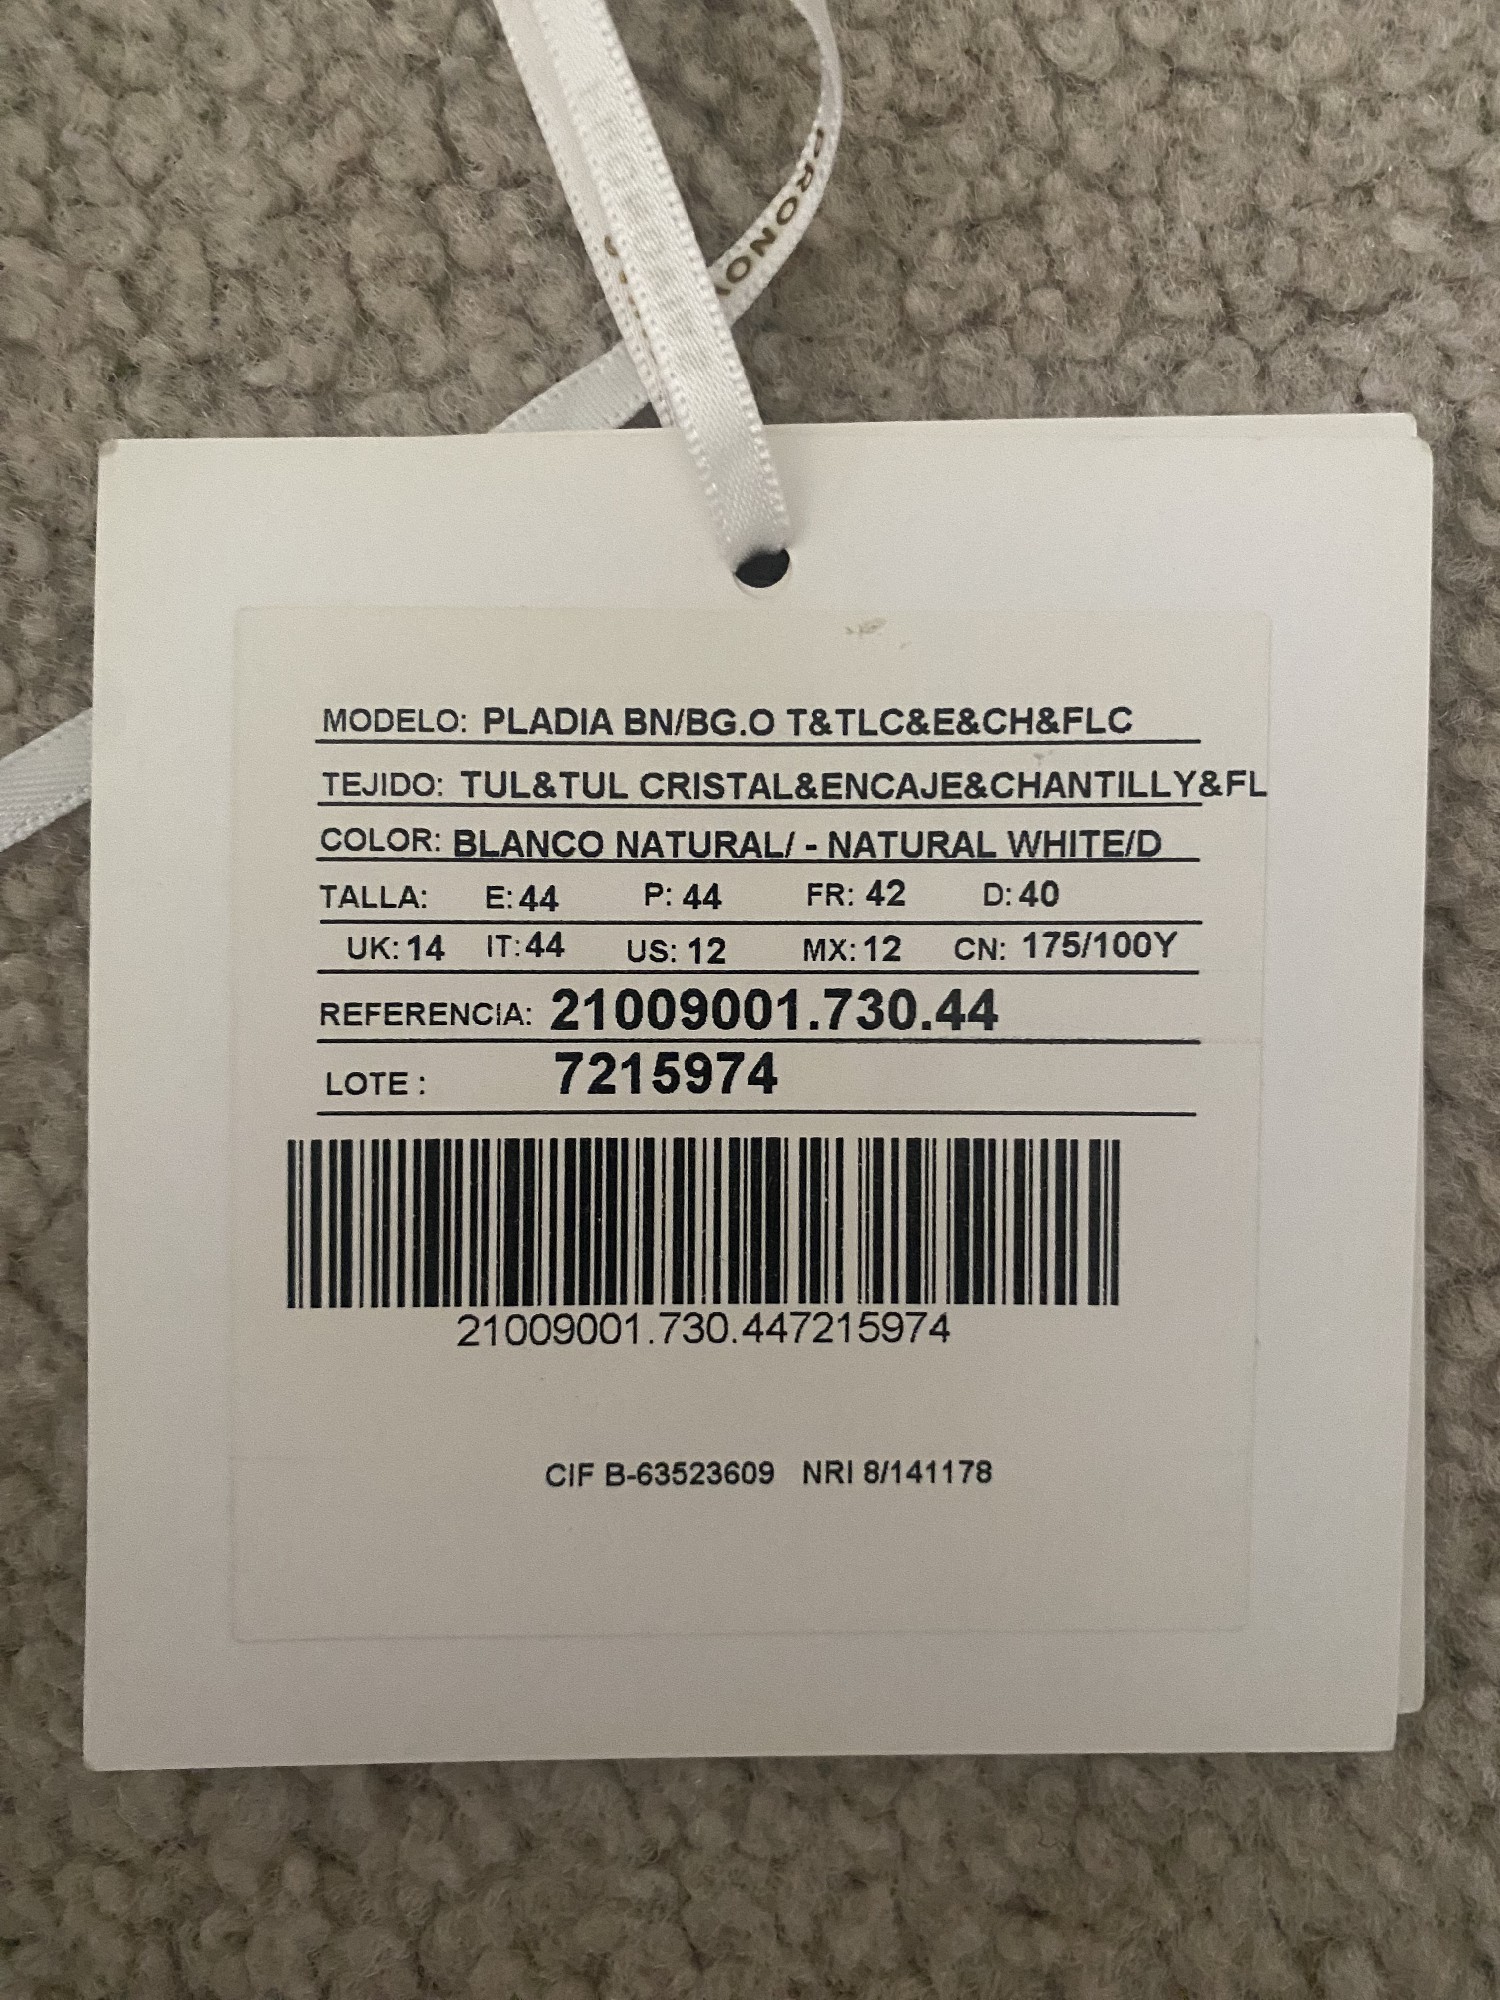 PRONO
MODELO: PLADIA BN/BG.O T&TLC&E&CH&FLC
TEJIDO: TUL&TUL CRISTAL&ENCAJE&CHANTILLY&FL
COLOR: BLANCO NATURAL/ - NATURAL WHITE/D
TALLA: E: 44 P: 44 FR: 42 D: 40
UK: 14 IT: 44 US: 12 MX: 12 CN: 175/100Y
REFERENCIA: 21009001.730.44
LOTE : 7215974
21009001.730.447215974
CIF B-63523609 NRI 8/141178